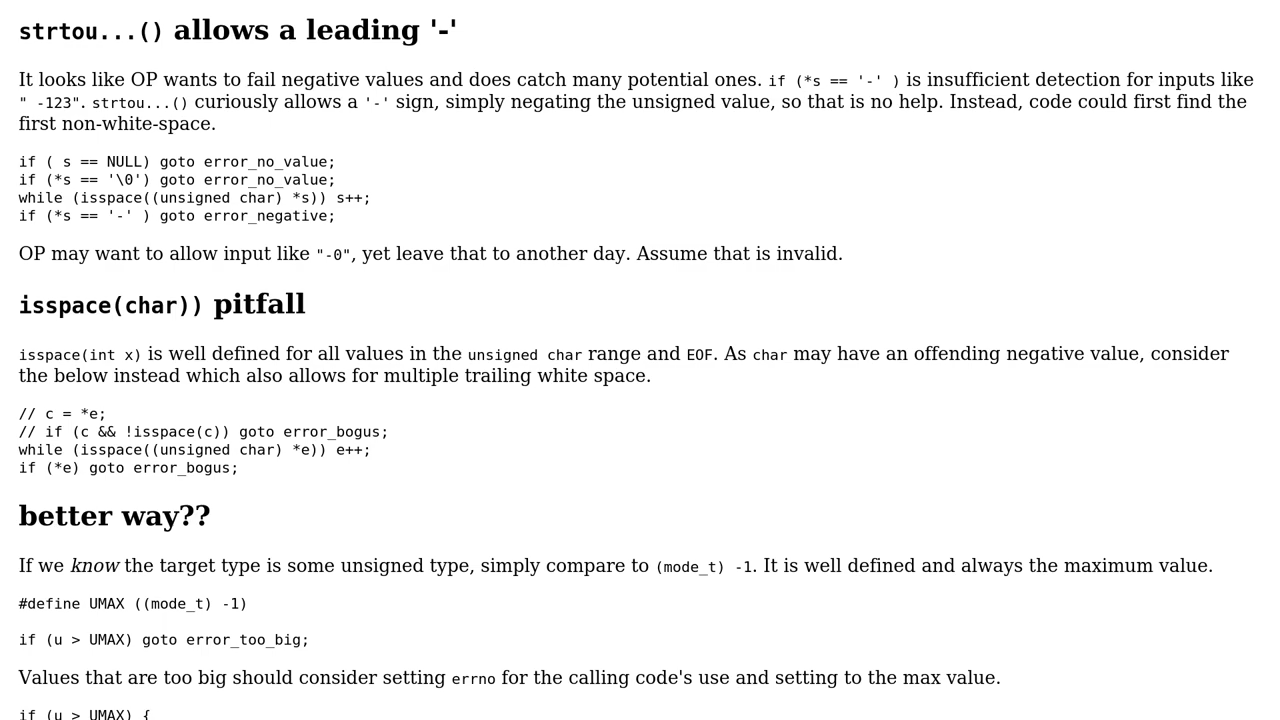 strtou...() allows a leading '-'
It looks like OP wants to fail negative values and does catch many potential ones. if (*s == '-' ) is insufficient detection for inputs like
" -123". strtou...() curiously allows a '-' sign, simply negating the unsigned value, so that is no help. Instead, code could first find the
first non-white-space.
if ( s == NULL) goto error_no_value;
if (*s == '\0') goto error_no_value;
while (isspace((unsigned char) *s)) s++;
if (*s == '-' ) goto error_negative;
OP may want to allow input like "-0", yet leave that to another day. Assume that is invalid.
isspace(char)) pitfall
isspace(int x) is well defined for all values in the unsigned char range and EOF. As char may have an offending negative value, consider
the below instead which also allows for multiple trailing white space.
// c = *e;
// if (c && !isspace(c)) goto error_bogus;
while (isspace((unsigned char) *e)) e++;
if (*e) goto error_bogus;
better way??
If we know the target type is some unsigned type, simply compare to (mode_t) -1. It is well defined and always the maximum value.
#define UMAX ((mode_t) -1)
if (u > UMAX) goto error_too_big;
Values that are too big should consider setting errno for the calling code's use and setting to the max value.
if (u > UMAX) {